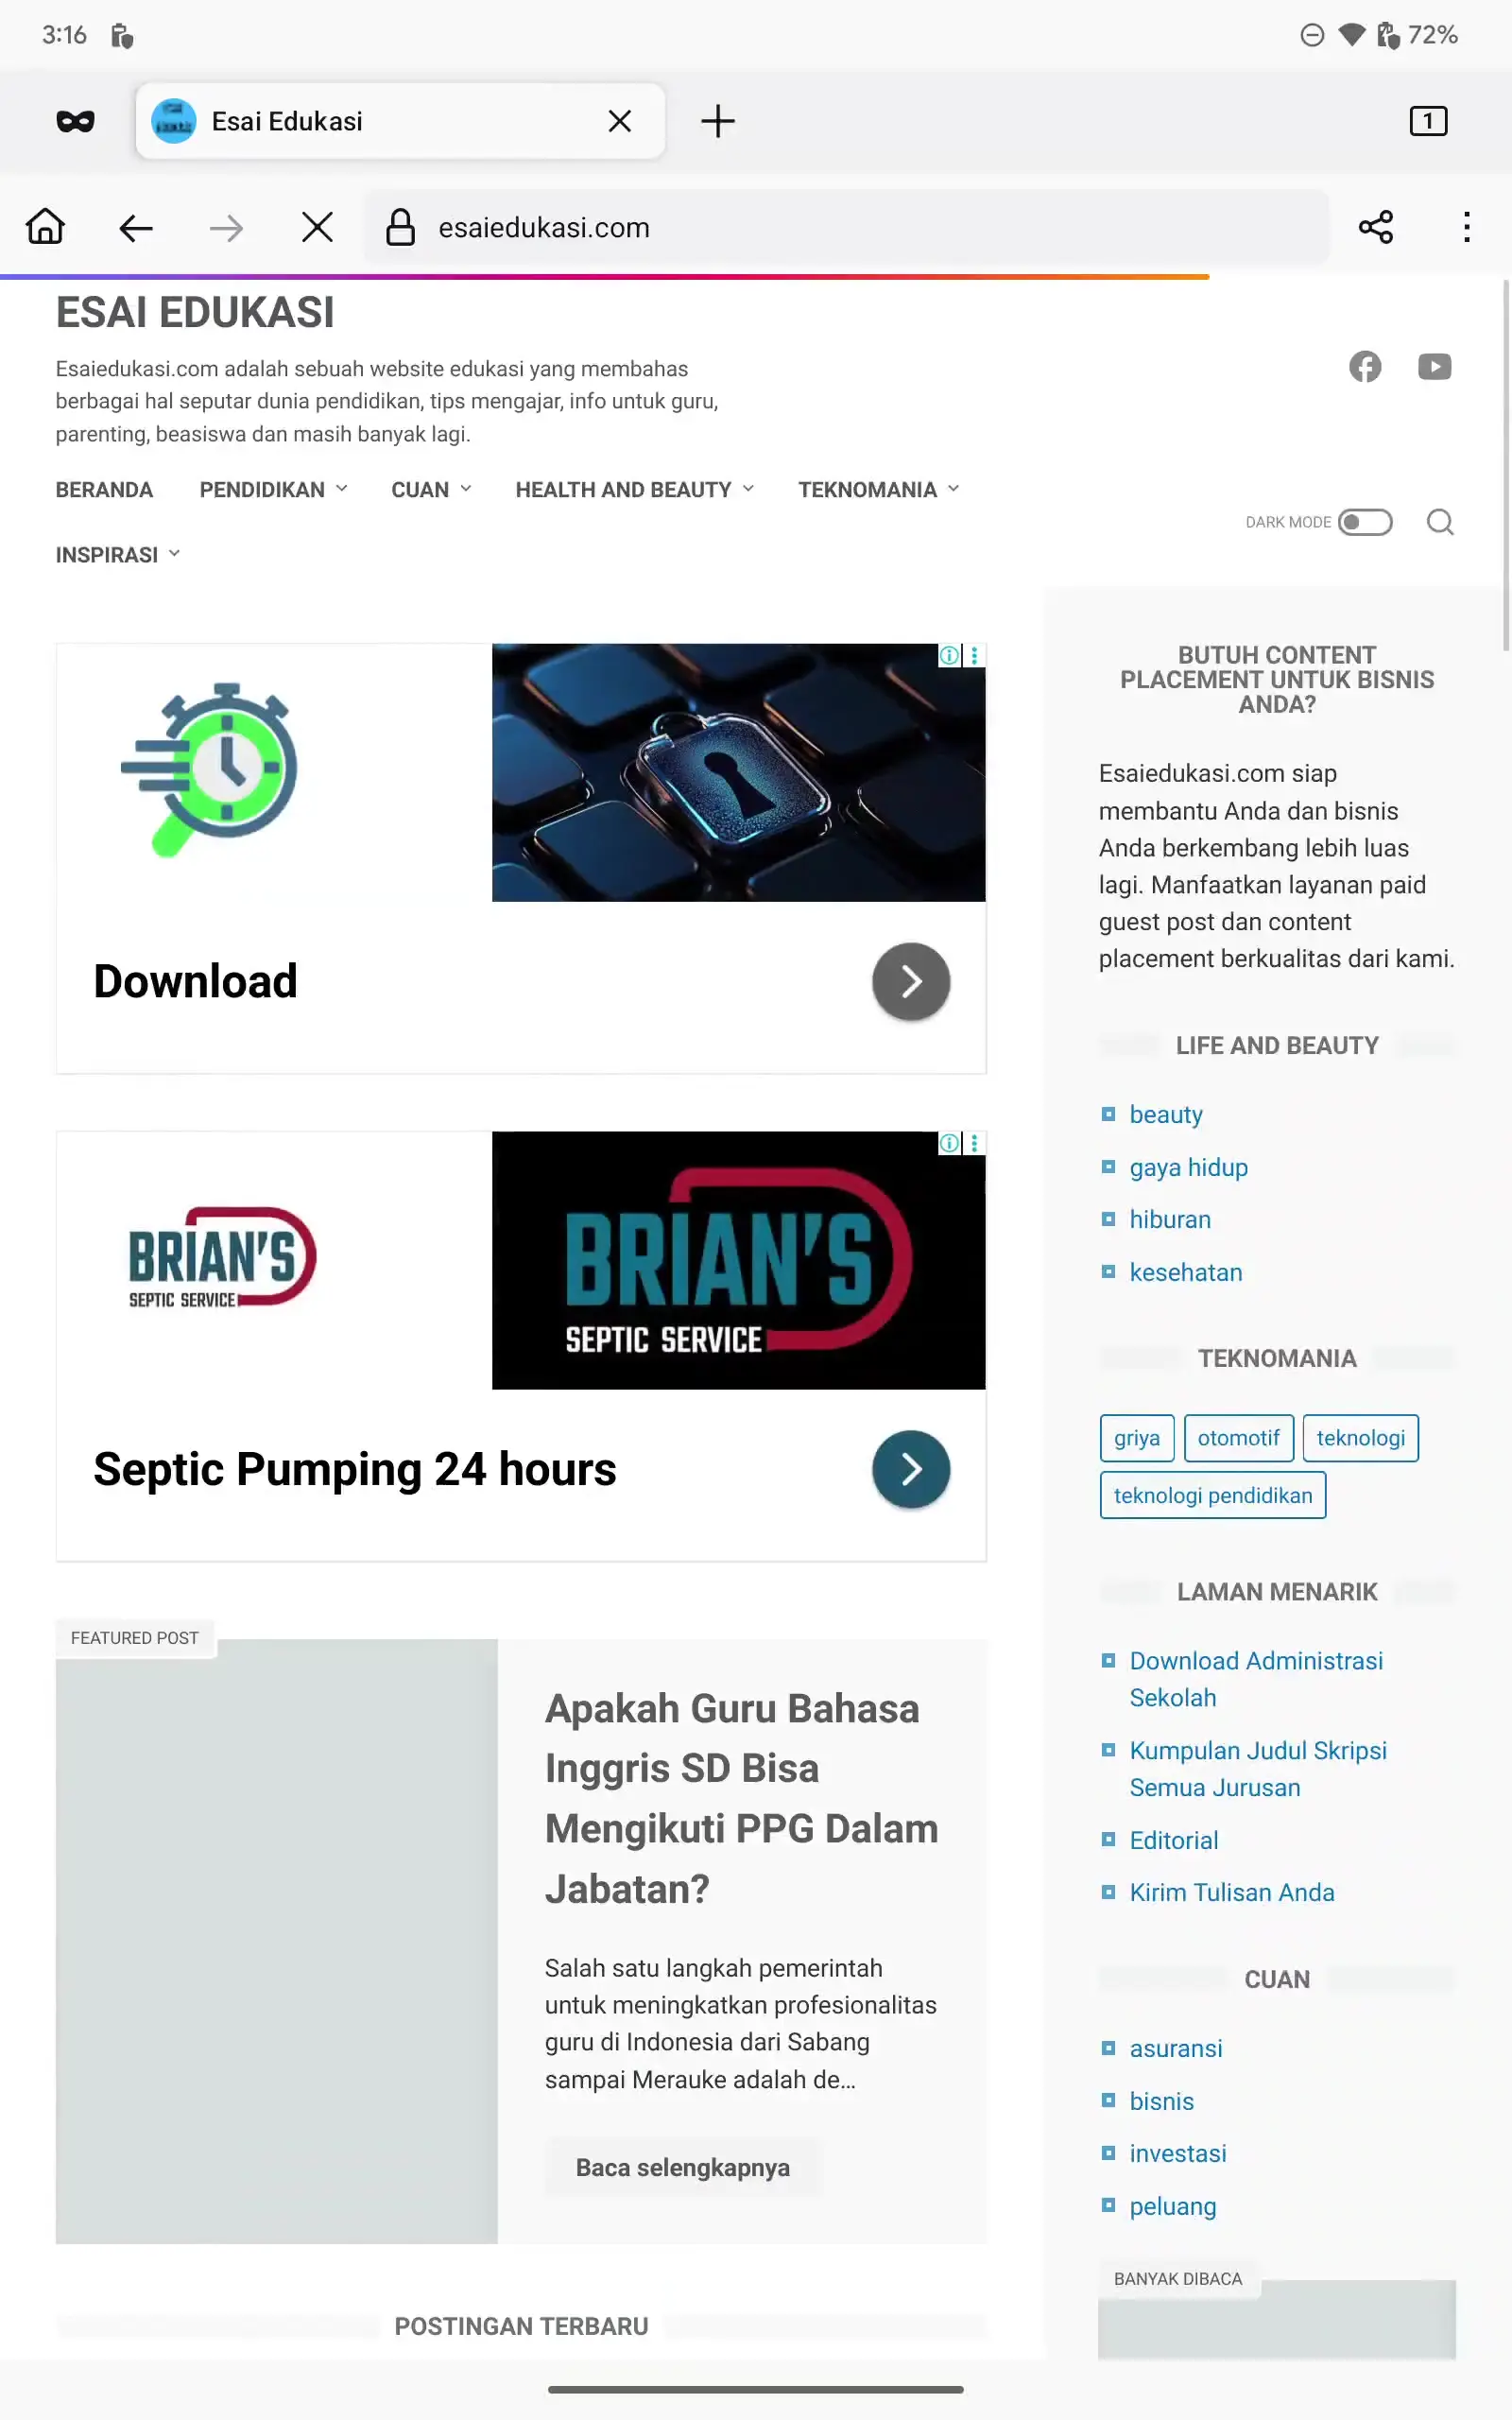 3:16
72%
Esai Edukasi
1
esaiedukasi.com
ESAI EDUKASI
Esaiedukasi.com adalah sebuah website edukasi yang membahas
berbagai hal seputar dunia pendidikan, tips mengajar, info untuk guru,
parenting, beasiswa dan masih banyak lagi.
BERANDA PENDIDIKAN CUAN HEALTH AND BEAUTY TEKNOMANIA
INSPIRASI
DARK MODE
Download
BRIAN'S
SEPTIC SERVICE
BRIAN'S
SEPTIC SERVICE
Septic Pumping 24 hours
FEATURED POST
Apakah Guru Bahasa
Inggris SD Bisa
Mengikuti PPG Dalam
Jabatan?
Salah satu langkah pemerintah
untuk meningkatkan profesionalitas
guru di Indonesia dari Sabang
sampai Merauke adalah de…
Baca selengkapnya
POSTINGAN TERBARU
BUTUH CONTENT
PLACEMENT UNTUK BISNIS
ANDA?
Esaiedukasi.com siap
membantu Anda dan bisnis
Anda berkembang lebih luas
lagi. Manfaatkan layanan paid
guest post dan content
placement berkualitas dari kami.
LIFE AND BEAUTY
beauty
gaya hidup
hiburan
kesehatan
TEKNOMANIA
griya otomotif teknologi
teknologi pendidikan
LAMAN MENARIK
Download Administrasi
Sekolah
Kumpulan Judul Skripsi
Semua Jurusan
Editorial
Kirim Tulisan Anda
CUAN
asuransi
bisnis
investasi
peluang
BANYAK DIBACA